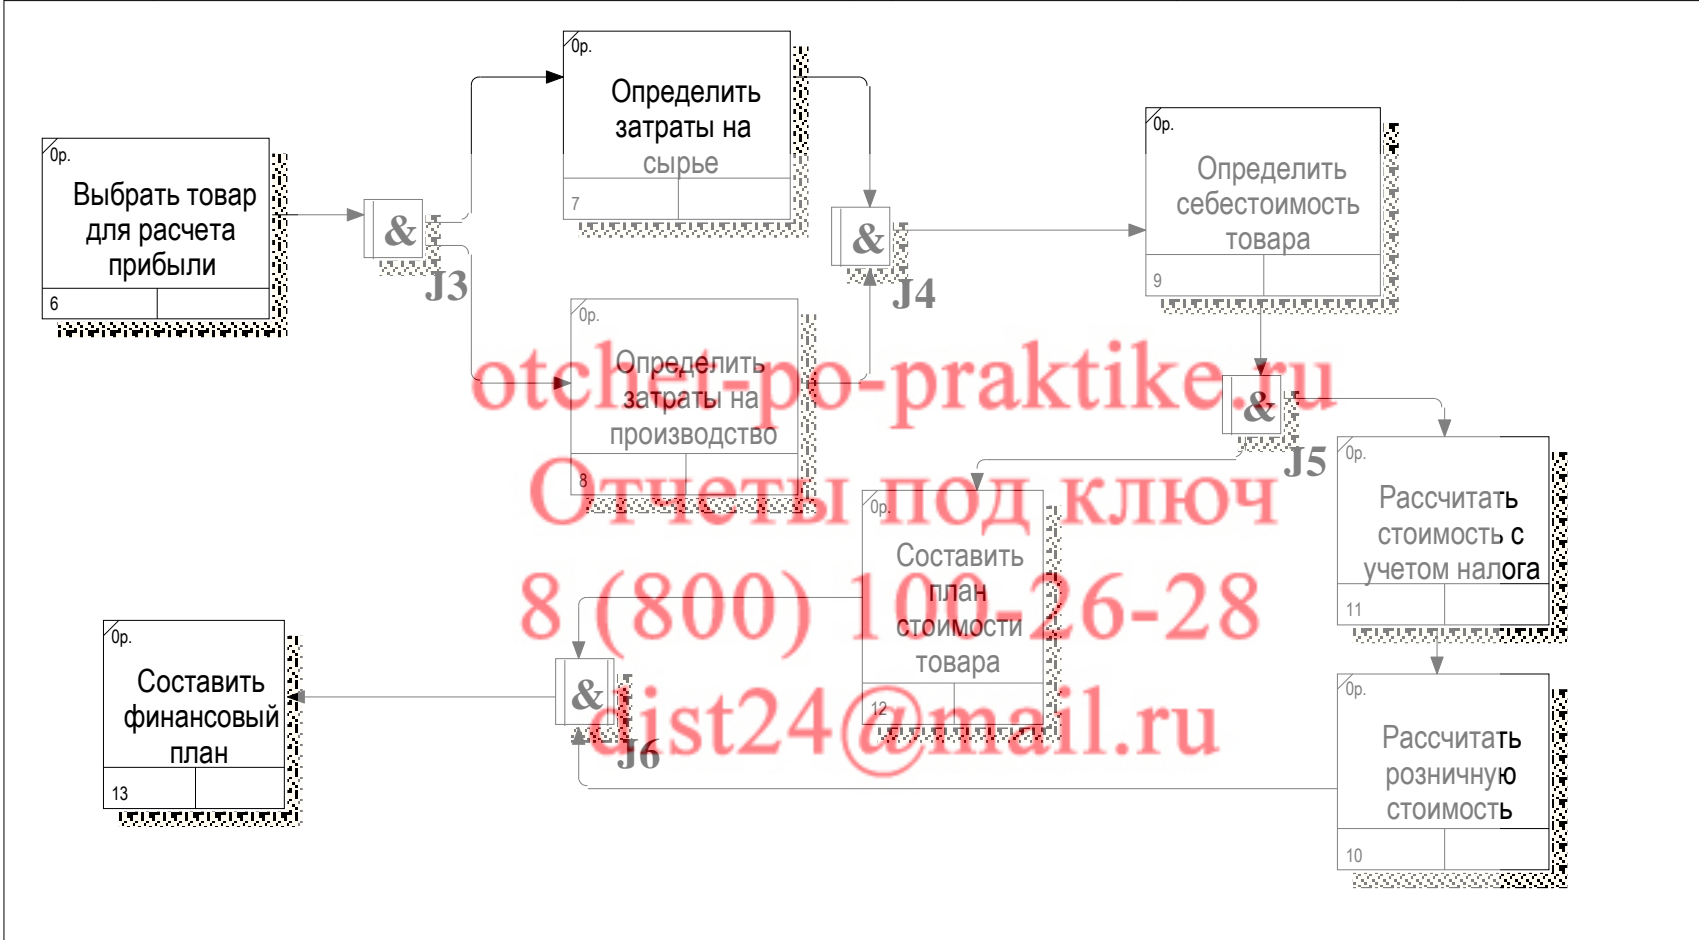 0р.
Выбрать товар
для расчета
прибыли
6
&
J3
0р.
Определить
затраты на
сырье
7
0р.
Определить
затраты на
производство
8
&
J4
0р.
Определить
себестоимость
товара
9
&
J5
0р.
Рассчитать
стоимость с
учетом налога
11
0р.
Рассчитать
розничную
стоимость
10
0р.
Составить
план
стоимости
товара
12
&
J6
0р.
Составить
финансовый
план
13
otchet-po-praktike.ru
Отчеты под ключ
8 (800) 100-26-28
dist24@mail.ru